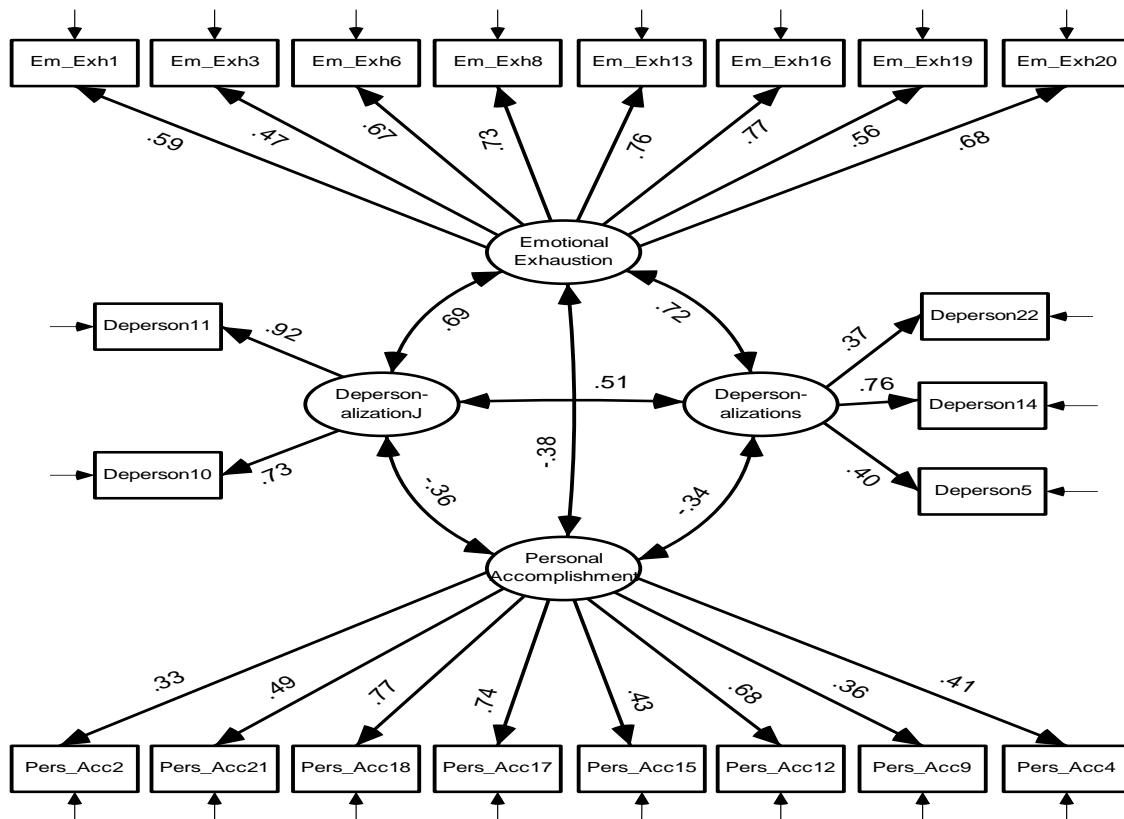 Em_Exh1 Em_Exh3 Em_Exh6 Em_Exh8 Em_Exh13 Em_Exh16 Em_Exh19 Em_Exh20
.59 .47 .67 .73 .76 .77 .56 .68
Emotional
Exhaustion
.69 .72
Deperson11
.92
Deperson22
.37
Deperson-
alizationJ
.51
Deperson-
alizations
.76
Deperson14
Deperson10
.73
-.38
.40
Deperson5
-.36 -.34
Personal
Accomplishment
.33 .49 .77 .74 .43 .68 .36 .41
Pers_Acc2 Pers_Acc21 Pers_Acc18 Pers_Acc17 Pers_Acc15 Pers_Acc12 Pers_Acc9 Pers_Acc4